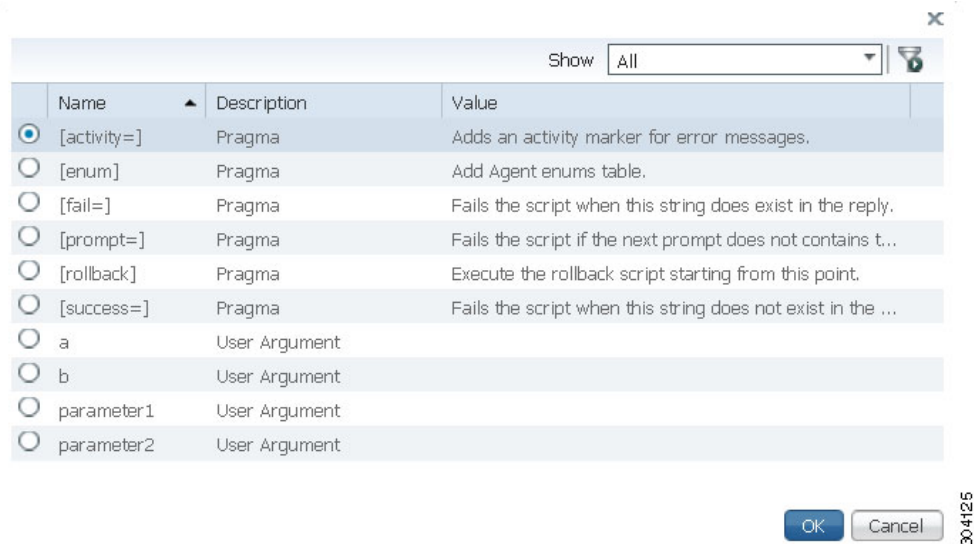 Show All
Name Description Value
[activity=] Pragma Adds an activity marker for error messages.
[enum] Pragma Add Agent enums table.
[fail=] Pragma Fails the script when this string does exist in the reply.
[prompt=] Pragma Fails the script if the next prompt does not contains t...
[rollback] Pragma Execute the rollback script starting from this point.
[success=] Pragma Fails the script when this string does not exist in the ...
a User Argument
b User Argument
parameter1 User Argument
parameter2 User Argument
OK Cancel
304125